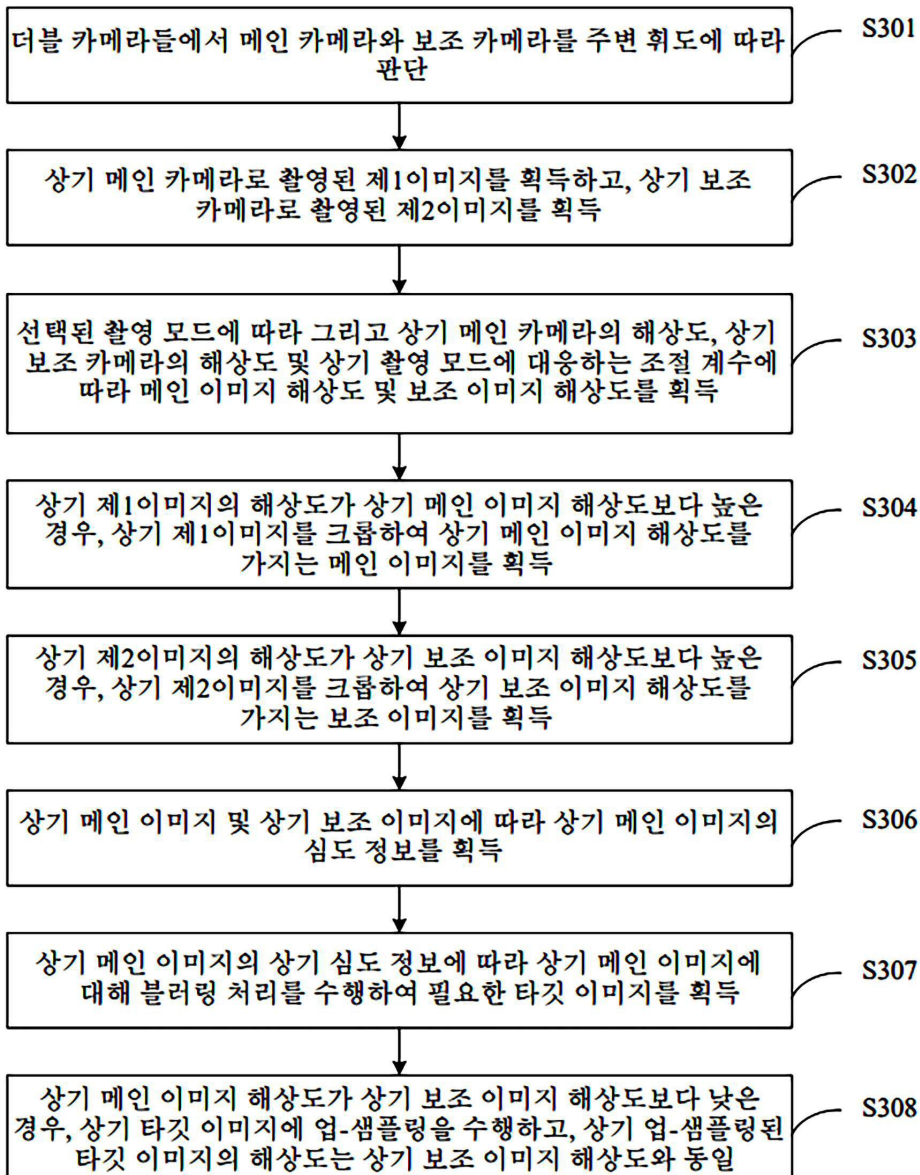 더블 카메라들에서 메인 카메라와 보조 카메라를 주변 휘도에 따라
판단
S301
상기 메인 카메라로 촬영된 제1이미지를 획득하고, 상기 보조
카메라로 촬영된 제2이미지를 획득
S302
선택된 촬영 모드에 따라 그리고 상기 메인 카메라의 해상도, 상기
보조 카메라의 해상도 및 상기 촬영 모드에 대응하는 조절 계수에
따라 메인 이미지 해상도 및 보조 이미지 해상도를 획득
S303
상기 제1이미지의 해상도가 상기 메인 이미지 해상도보다 높은
경우, 상기 제1이미지를 크롭하여 상기 메인 이미지 해상도를
가지는 메인 이미지를 획득
S304
상기 제2이미지의 해상도가 상기 보조 이미지 해상도보다 높은
경우, 상기 제2이미지를 크롭하여 상기 보조 이미지 해상도를
가지는 보조 이미지를 획득
S305
상기 메인 이미지 및 상기 보조 이미지에 따라 상기 메인 이미지의
심도 정보를 획득
S306
상기 메인 이미지의 상기 심도 정보에 따라 상기 메인 이미지에
대해 블러링 처리를 수행하여 필요한 타깃 이미지를 획득
S307
상기 메인 이미지 해상도가 상기 보조 이미지 해상도보다 낮은
경우, 상기 타깃 이미지에 업-샘플링을 수행하고, 상기 업-샘플링된
타깃 이미지의 해상도는 상기 보조 이미지 해상도와 동일
S308